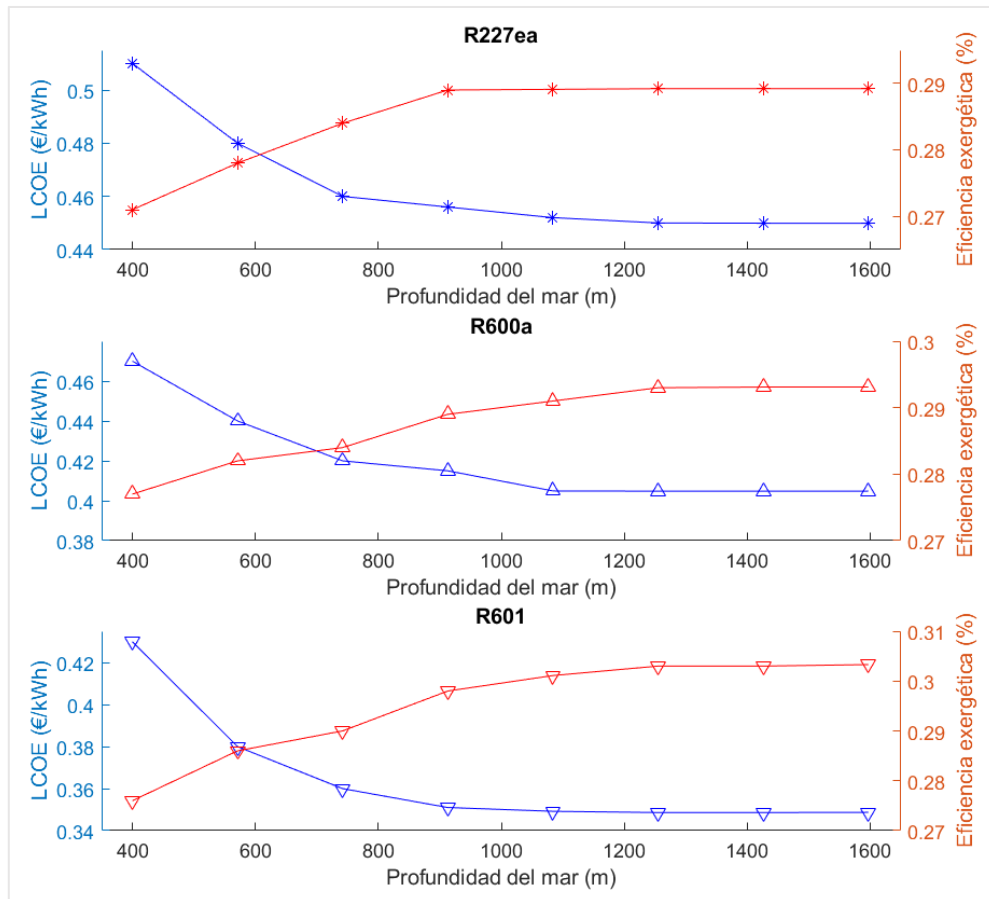 R227ea
LCOE (€/kWh)
0.5
0.48
0.46
0.44
Eficiencia exergética (%)
0.29
0.28
0.27
400 600 800 1000 1200 1400 1600
Profundidad del mar (m)
R600a
LCOE (€/kWh)
0.46
0.44
0.42
0.4
0.38
Eficiencia exergética (%)
0.3
0.29
0.28
0.27
400 600 800 1000 1200 1400 1600
Profundidad del mar (m)
R601
LCOE (€/kWh)
0.42
0.4
0.38
0.36
0.34
Eficiencia exergética (%)
0.31
0.3
0.29
0.28
0.27
400 600 800 1000 1200 1400 1600
Profundidad del mar (m)